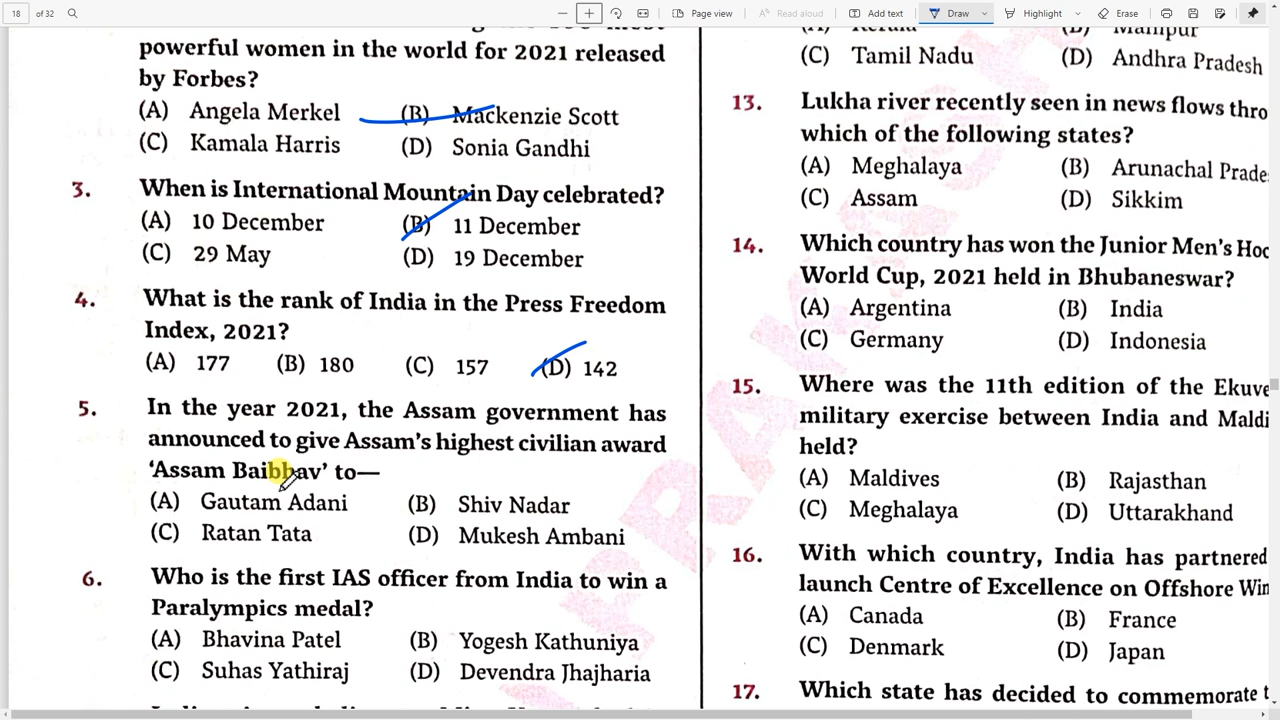 18 of 32
Page view
Read aloud
Add text
Draw
Highlight
Erase
powerful women in the world for 2021 released
by Forbes?
(A) Angela Merkel (B) Mackenzie Scott
(C) Kamala Harris (D) Sonia Gandhi
3. When is International Mountain Day celebrated?
(A) 10 December (B) 11 December
(C) 29 May (D) 19 December
4. What is the rank of India in the Press Freedom
Index, 2021?
(A) 177 (B) 180 (C) 157 (D) 142
5. In the year 2021, the Assam government has
announced to give Assam's highest civilian award
'Assam Baibhav' to—
(A) Gautam Adani (B) Shiv Nadar
(C) Ratan Tata (D) Mukesh Ambani
6. Who is the first IAS officer from India to win a
Paralympics medal?
(A) Bhavina Patel (B) Yogesh Kathuniya
(C) Suhas Yathiraj (D) Devendra Jhajharia
(A) Kerala (B) Manipur
(C) Tamil Nadu (D) Andhra Pradesh
13. Lukha river recently seen in news flows thro
which of the following states?
(A) Meghalaya (B) Arunachal Prade
(C) Assam (D) Sikkim
14. Which country has won the Junior Men's Hoc
World Cup, 2021 held in Bhubaneswar?
(A) Argentina (B) India
(C) Germany (D) Indonesia
15. Where was the 11th edition of the Ekuve
military exercise between India and Maldi
held?
(A) Maldives (B) Rajasthan
(C) Meghalaya (D) Uttarakhand
16. With which country, India has partnered
launch Centre of Excellence on Offshore Win
(A) Canada (B) France
(C) Denmark (D) Japan
17. Which state has decided to commemorate t